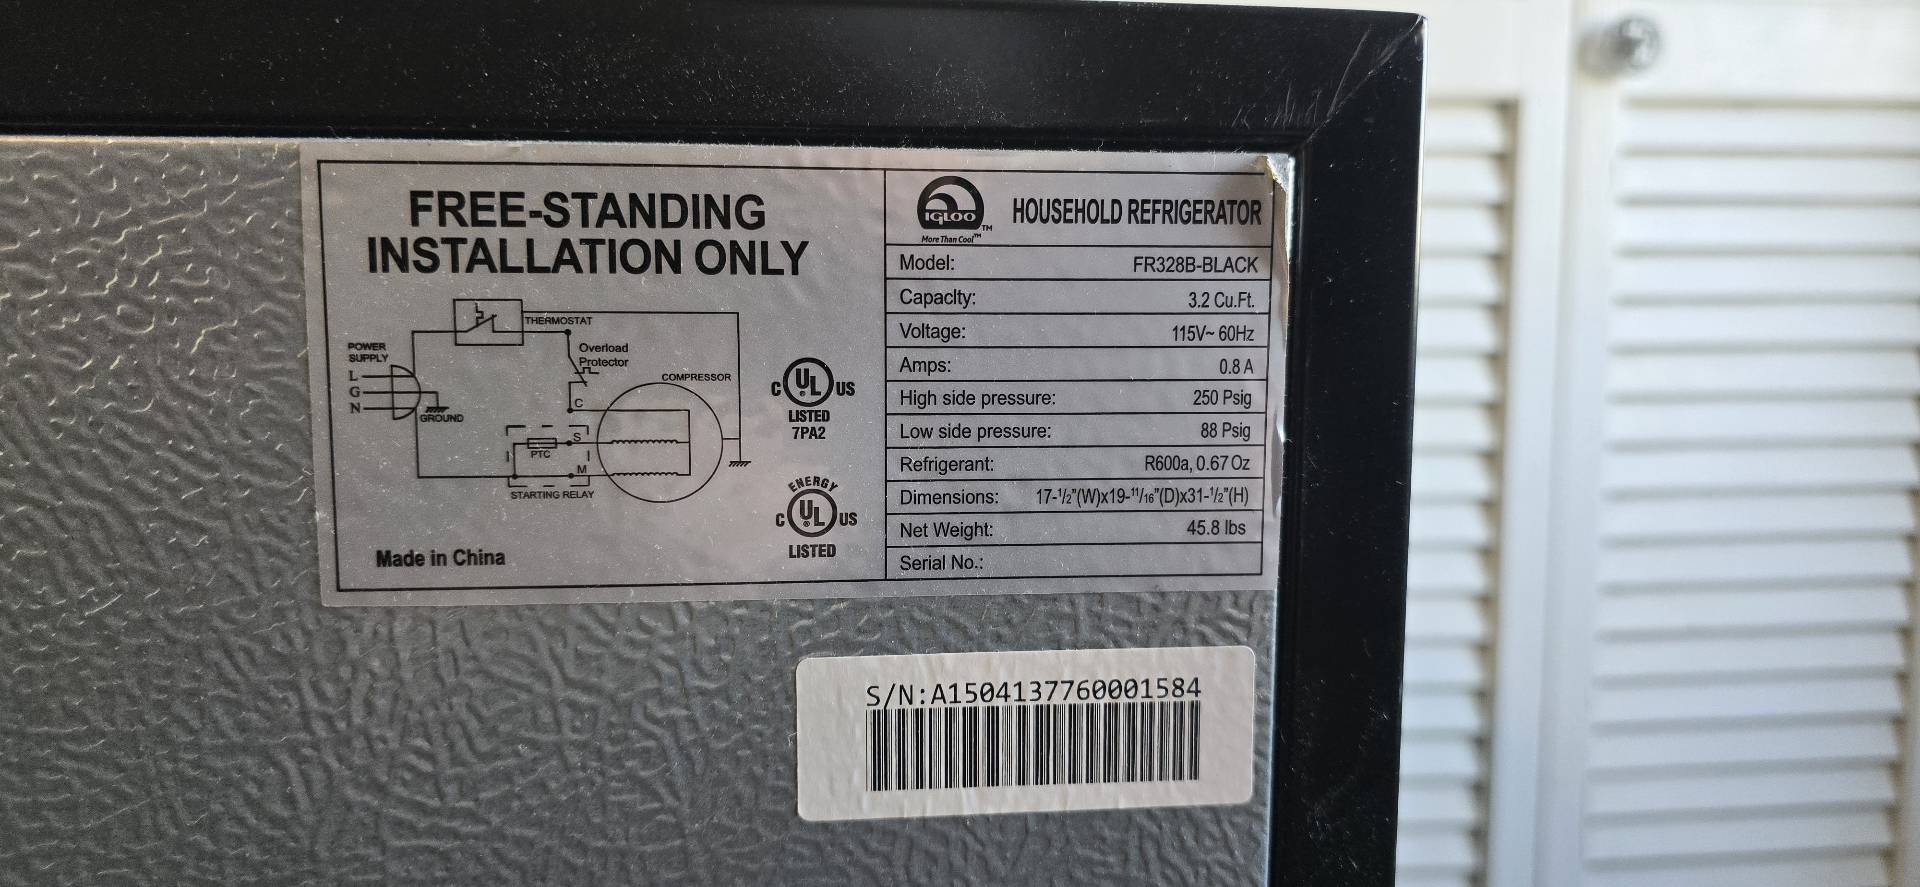 FREE-STANDING
INSTALLATION ONLY
THERMOSTAT
POWER
SUPPLY
L
G
N
GROUND
Overload
Protector
COMPRESSOR
C
S
PTC
M
STARTING RELAY
C UL US
LISTED
7PA2
ENERGY
C UL US
LISTED
Made in China
IGLOO TM
More Than Cool™
HOUSEHOLD REFRIGERATOR
Model: FR328B-BLACK
Capacity: 3.2 Cu.Ft.
Voltage: 115V~ 60Hz
Amps: 0.8 A
High side pressure: 250 Psig
Low side pressure: 88 Psig
Refrigerant: R600a, 0.67 Oz
Dimensions: 17-1/2"(W)x19-11/16"(D)x31-1/2"(H)
Net Weight: 45.8 lbs
Serial No.:
S/N:A1504137760001584